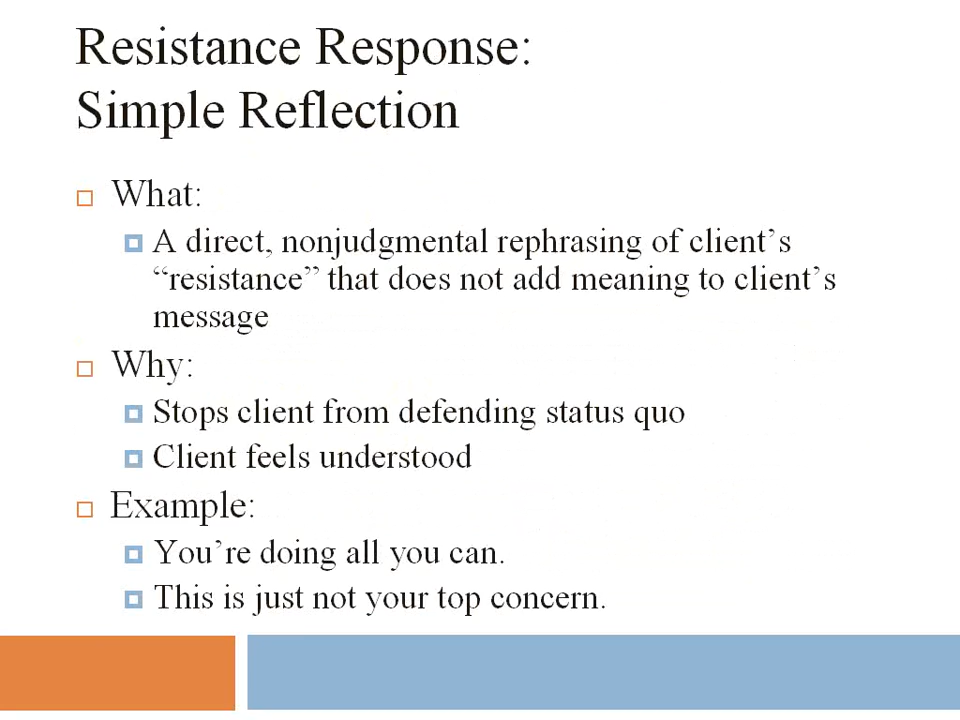 Resistance Response:
Simple Reflection
What:
A direct, nonjudgmental rephrasing of client’s
“resistance” that does not add meaning to client’s
message
Why:
Stops client from defending status quo
Client feels understood
Example:
You’re doing all you can.
This is just not your top concern.